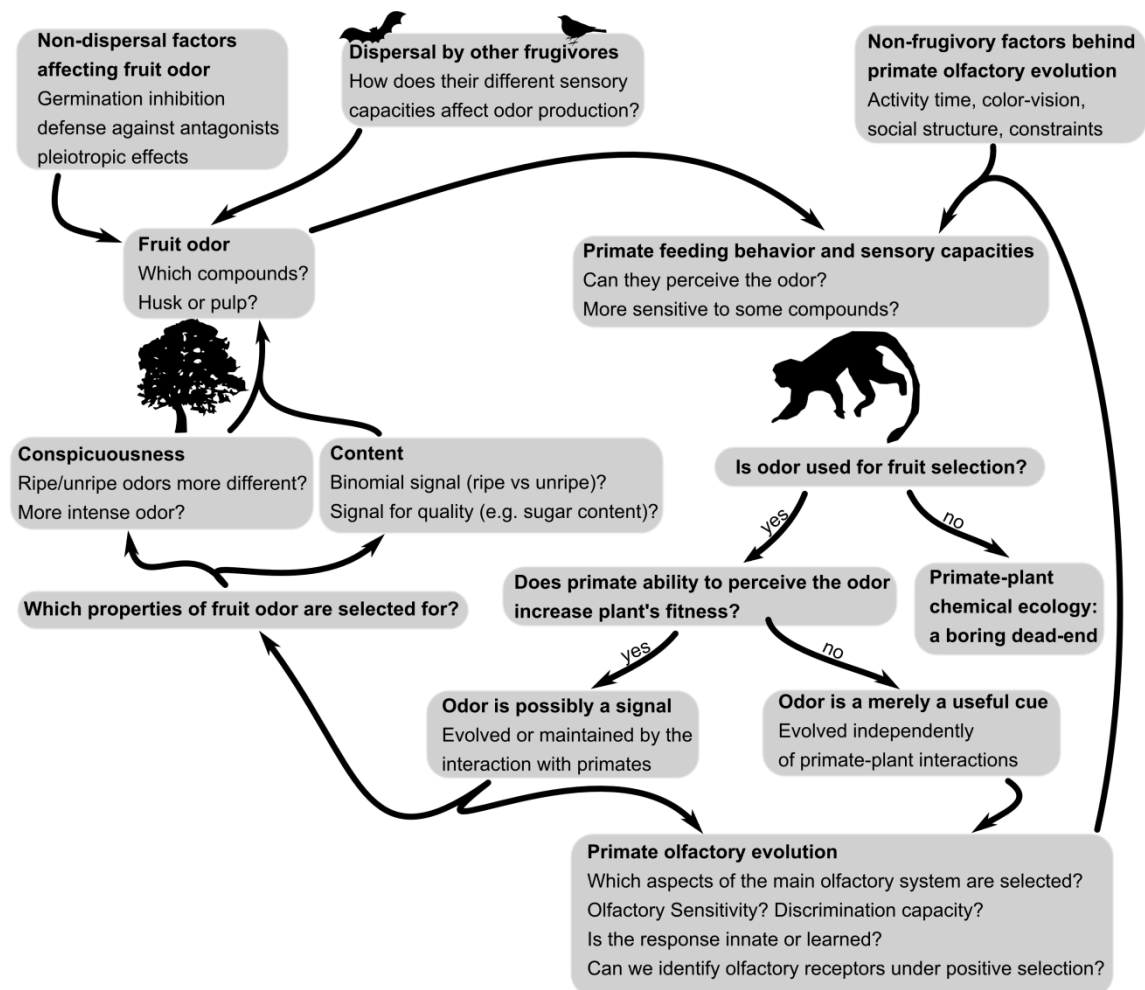 Non-dispersal factors
affecting fruit odor
Germination inhibition
defense against antagonists
pleiotropic effects
Dispersal by other frugivores
How does their different sensory
capacities affect odor production?
Non-frugivory factors behind
primate olfactory evolution
Activity time, color-vision,
social structure, constraints
Fruit odor
Which compounds?
Husk or pulp?
Primate feeding behavior and sensory capacities
Can they perceive the odor?
More sensitive to some compounds?
Conspicuousness
Ripe/unripe odors more different?
More intense odor?
Content
Binomial signal (ripe vs unripe)?
Signal for quality (e.g. sugar content)?
Is odor used for fruit selection?
yes
no
Which properties of fruit odor are selected for?
Does primate ability to perceive the odor
increase plant's fitness?
Primate-plant
chemical ecology:
a boring dead-end
yes
no
Odor is possibly a signal
Evolved or maintained by the
interaction with primates
Odor is a merely a useful cue
Evolved independently
of primate-plant interactions
Primate olfactory evolution
Which aspects of the main olfactory system are selected?
Olfactory Sensitivity? Discrimination capacity?
Is the response innate or learned?
Can we identify olfactory receptors under positive selection?